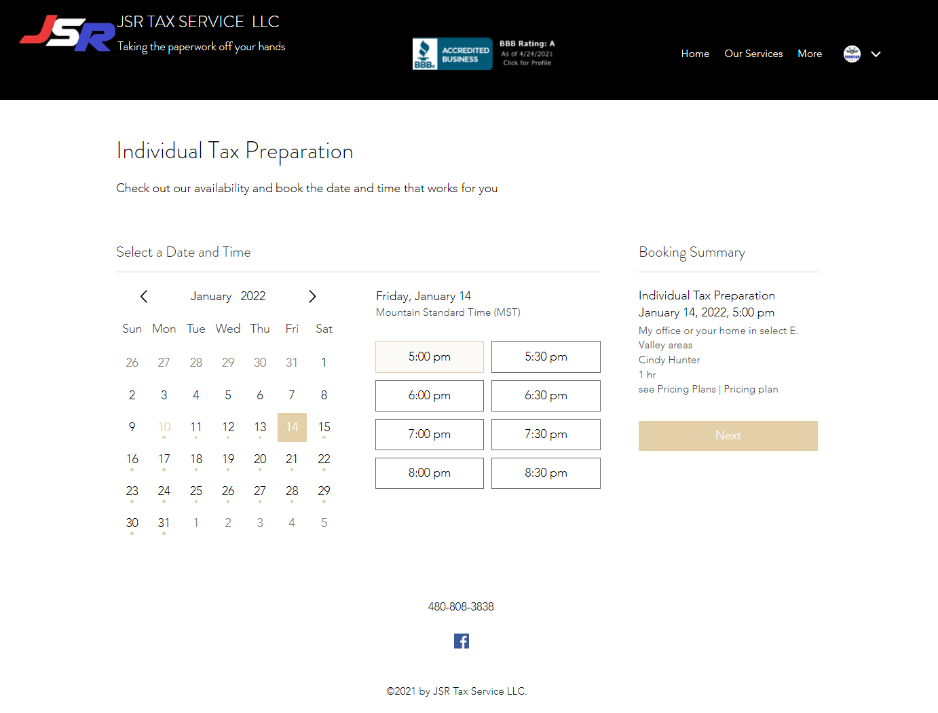 JSR
JSR TAX SERVICE LLC
Taking the paperwork off your hands
BBB
ACCREDITED
BUSINESS
BBB Rating: A
As of 4/24/2021
Click for Profile
Home Our Services More
Individual Tax Preparation
Check out our availability and book the date and time that works for you
Select a Date and Time
January 2022
Sun Mon Tue Wed Thu Fri Sat
26 27 28 29 30 31 1
2 3 4 5 6 7 8
9 10 11 12 13 14 15
16 17 18 19 20 21 22
23 24 25 26 27 28 29
30 31 1 2 3 4 5
Friday, January 14
Mountain Standard Time (MST)
5:00 pm 5:30 pm
6:00 pm 6:30 pm
7:00 pm 7:30 pm
8:00 pm 8:30 pm
Booking Summary
Individual Tax Preparation
January 14, 2022, 5:00 pm
My office or your home in select E.
Valley areas
Cindy Hunter
1 hr
see Pricing Plans | Pricing plan
Next
480-808-3838
©2021 by JSR Tax Service LLC.